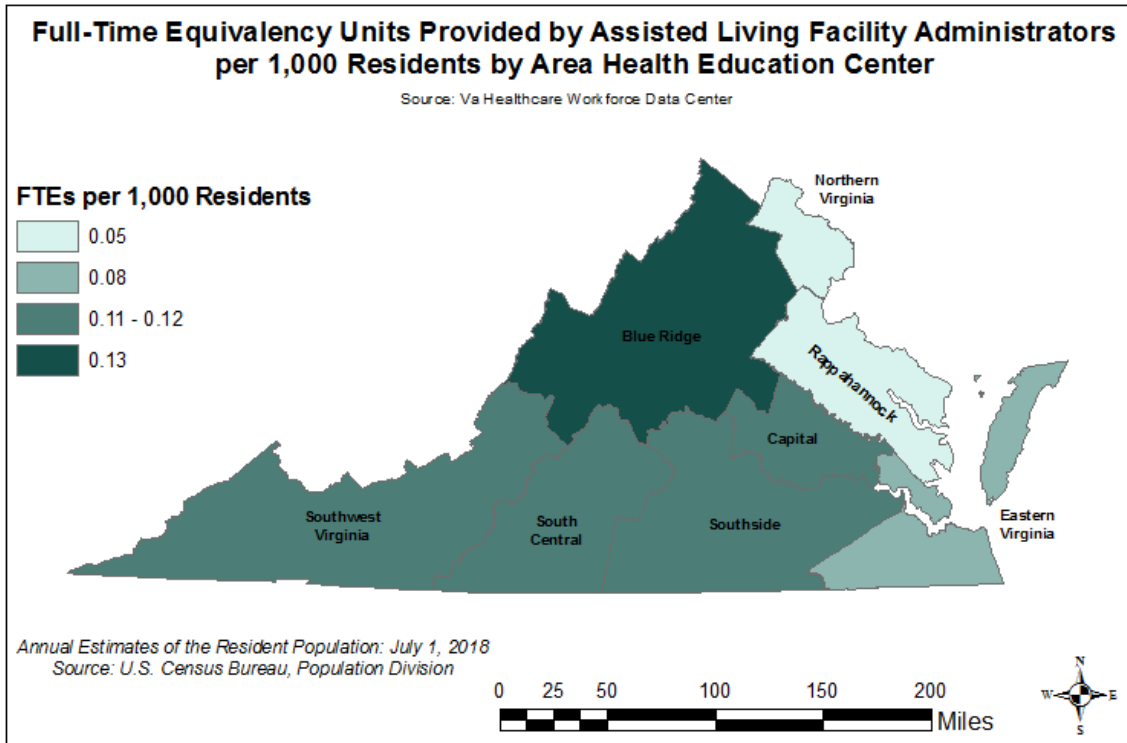 Full-Time Equivalency Units Provided by Assisted Living Facility Administrators
per 1,000 Residents by Area Health Education Center
Source: Va Healthcare Workforce Data Center
FTEs per 1,000 Residents
0.05
0.08
0.11 - 0.12
0.13
Northern
Virginia
Blue Ridge
Rappahannock
Capital
Southwest
Virginia
South
Central
Southside
Eastern
Virginia
Annual Estimates of the Resident Population: July 1, 2018
Source: U.S. Census Bureau, Population Division
0 25 50 100 150 200
Miles
N
W E
S